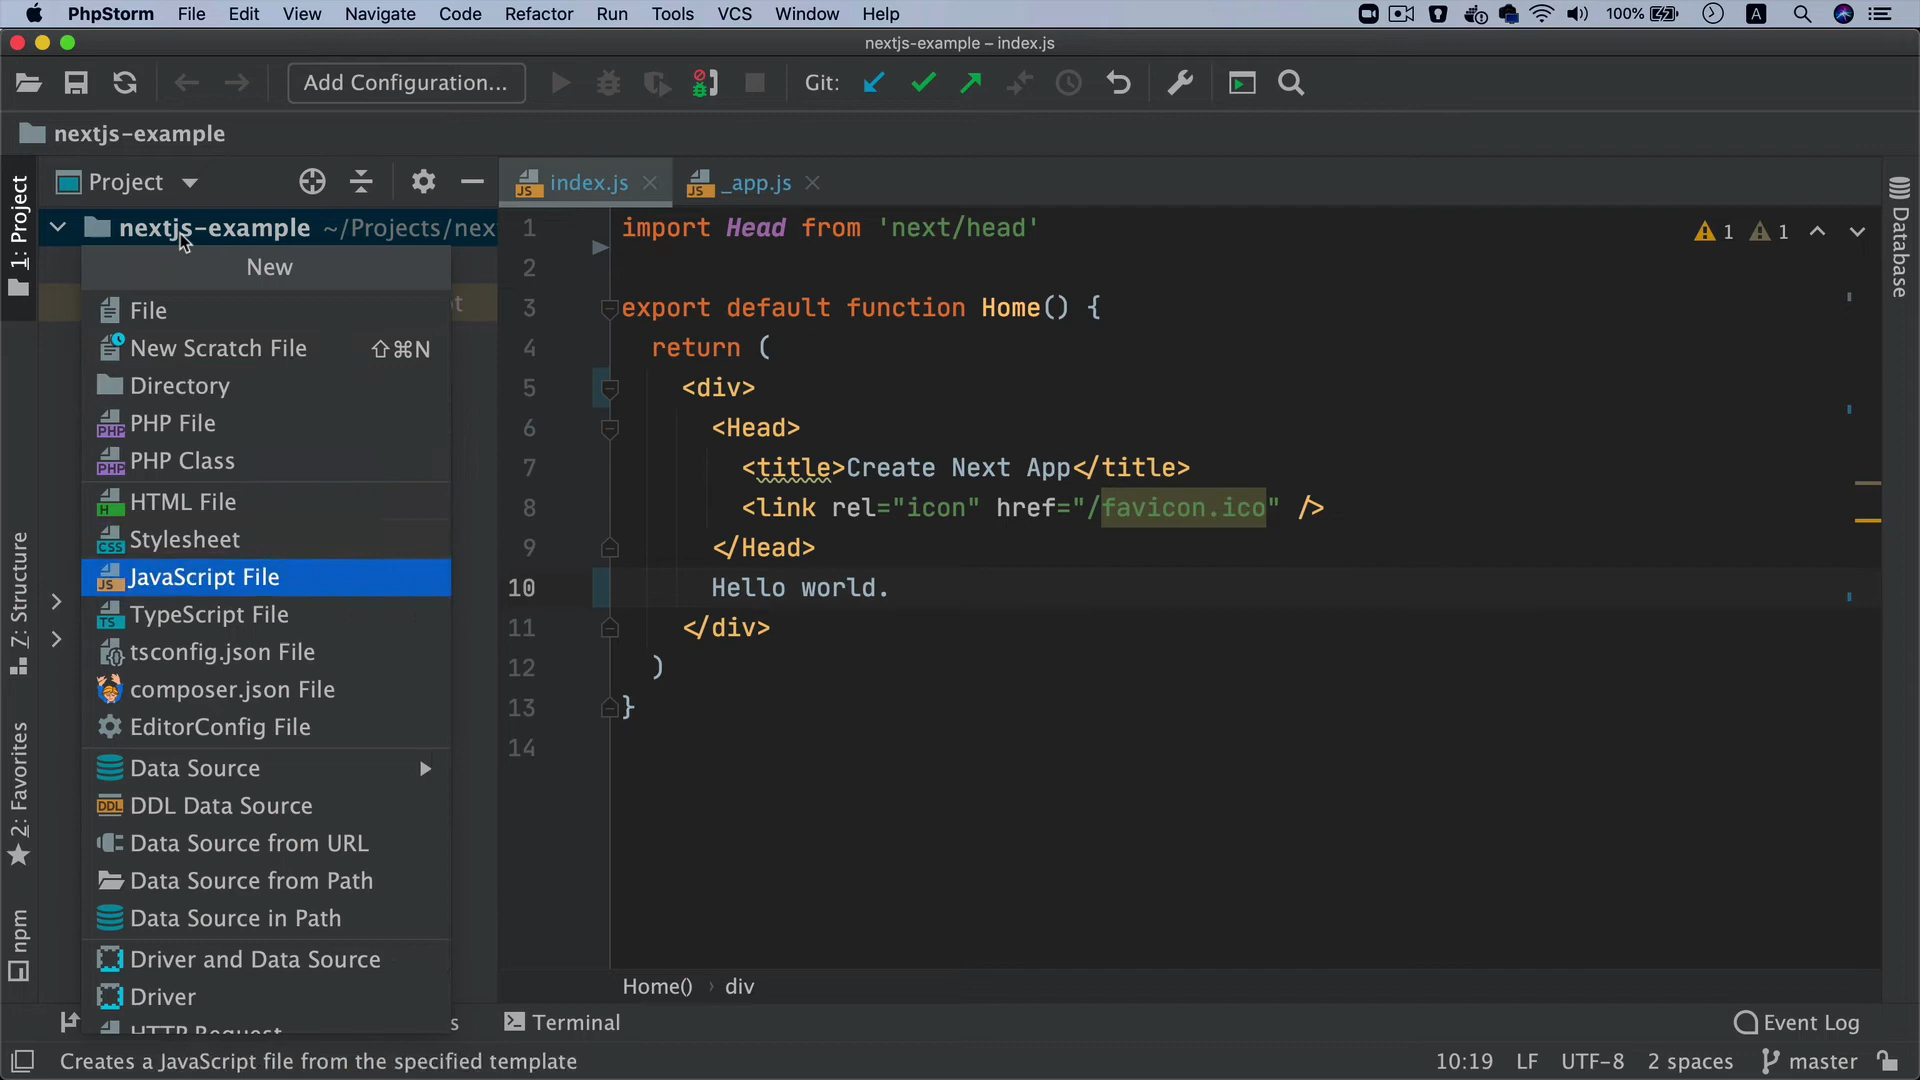 PhpStorm File Edit View Navigate Code Refactor Run Tools VCS Window Help 100% A
nextjs-example – index.js
Add Configuration... Git:
nextjs-example
1: Project
Project
index.js
_app.js
nextjs-example ~/Projects/nex
New
File
New Scratch File ⇧⌘N
Directory
PHP File
PHP Class
HTML File
Stylesheet
JavaScript File
TypeScript File
tsconfig.json File
composer.json File
EditorConfig File
Data Source
DDL Data Source
Data Source from URL
Data Source from Path
Data Source in Path
Driver and Data Source
Driver
HTTP Request
Z: Structure
2: Favorites
npm
1 import Head from 'next/head'
2
3 export default function Home() {
4 return (
5 <div>
6 <Head>
7 <title>Create Next App</title>
8 <link rel="icon" href="/favicon.ico" />
9 </Head>
10 Hello world.
11 </div>
12 )
13 }
14
1 1
Database
Home() › div
Terminal
Event Log
Creates a JavaScript file from the specified template
10:19 LF UTF-8 2 spaces master